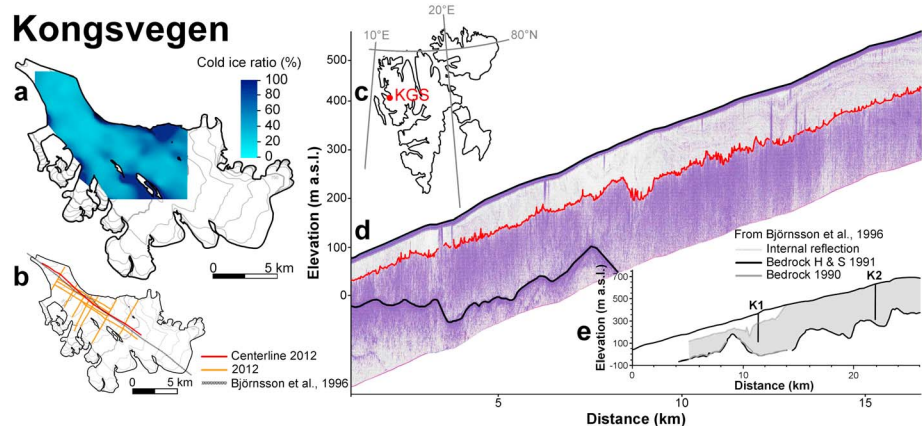 Kongsvegen
a
Cold ice ratio (%)
100
80
60
40
20
0
0 5 km
b
Centerline 2012
2012
Björnsson et al., 1996
0 5 km
c
10°E
20°E
80°N
KGS
d
Elevation (m a.s.l.)
500
400
300
200
100
0
5
10
15
Distance (km)
From Björnsson et al., 1996
Internal reflection
Bedrock H & S 1991
Bedrock 1990
e
Elevation (m a.s.l.)
700
500
300
100
-100
K1
K2
0
10
20
Distance (km)